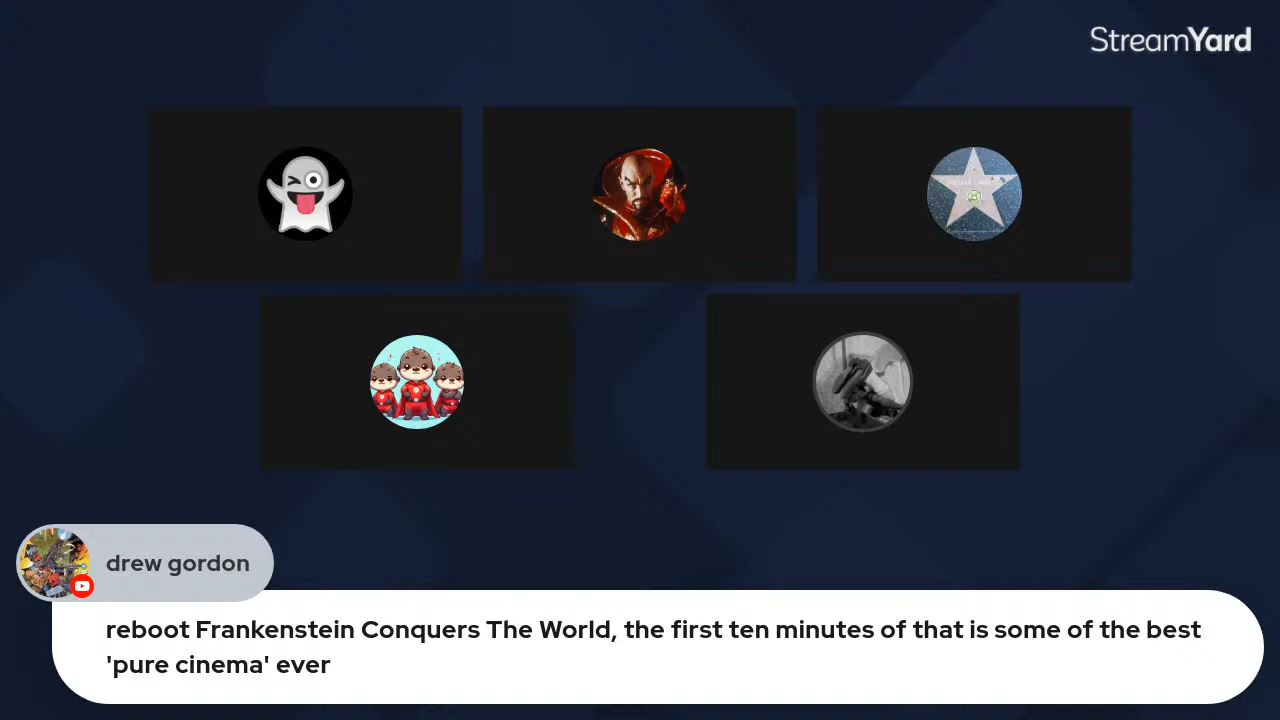 StreamYard
drew gordon
reboot Frankenstein Conquers The World, the first ten minutes of that is some of the best
'pure cinema' ever